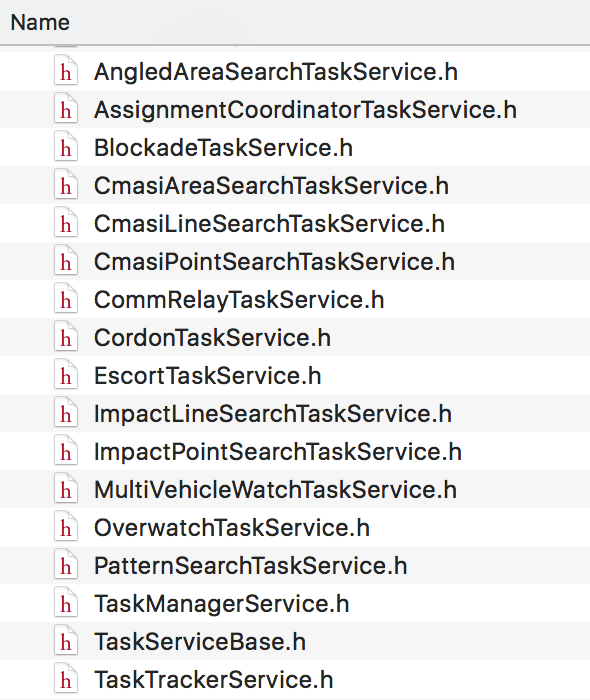 Name
h AngledAreaSearchTaskService.h
h AssignmentCoordinatorTaskService.h
h BlockadeTaskService.h
h CmasiAreaSearchTaskService.h
h CmasiLineSearchTaskService.h
h CmasiPointSearchTaskService.h
h CommRelayTaskService.h
h CordonTaskService.h
h EscortTaskService.h
h ImpactLineSearchTaskService.h
h ImpactPointSearchTaskService.h
h MultiVehicleWatchTaskService.h
h OverwatchTaskService.h
h PatternSearchTaskService.h
h TaskManagerService.h
h TaskServiceBase.h
h TaskTrackerService.h